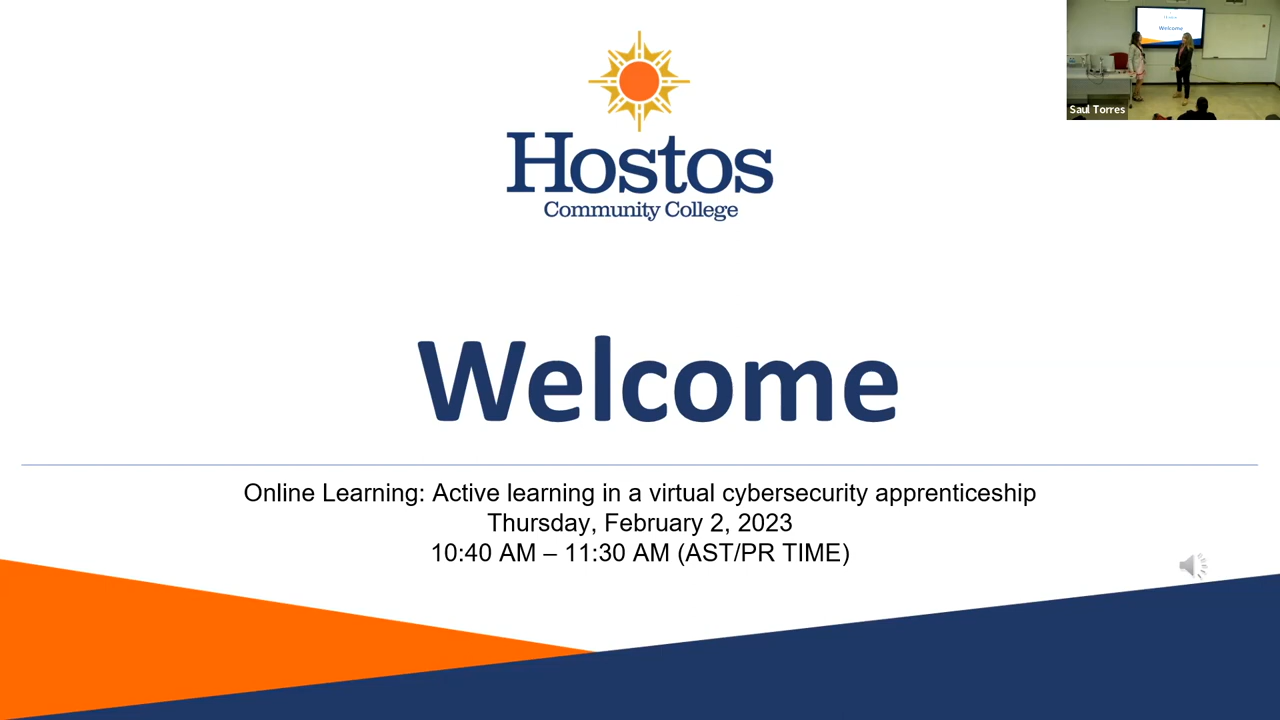 Hostos
Community College
Welcome
Saul Torres
Welcome
Online Learning: Active learning in a virtual cybersecurity apprenticeship
Thursday, February 2, 2023
10:40 AM – 11:30 AM (AST/PR TIME)